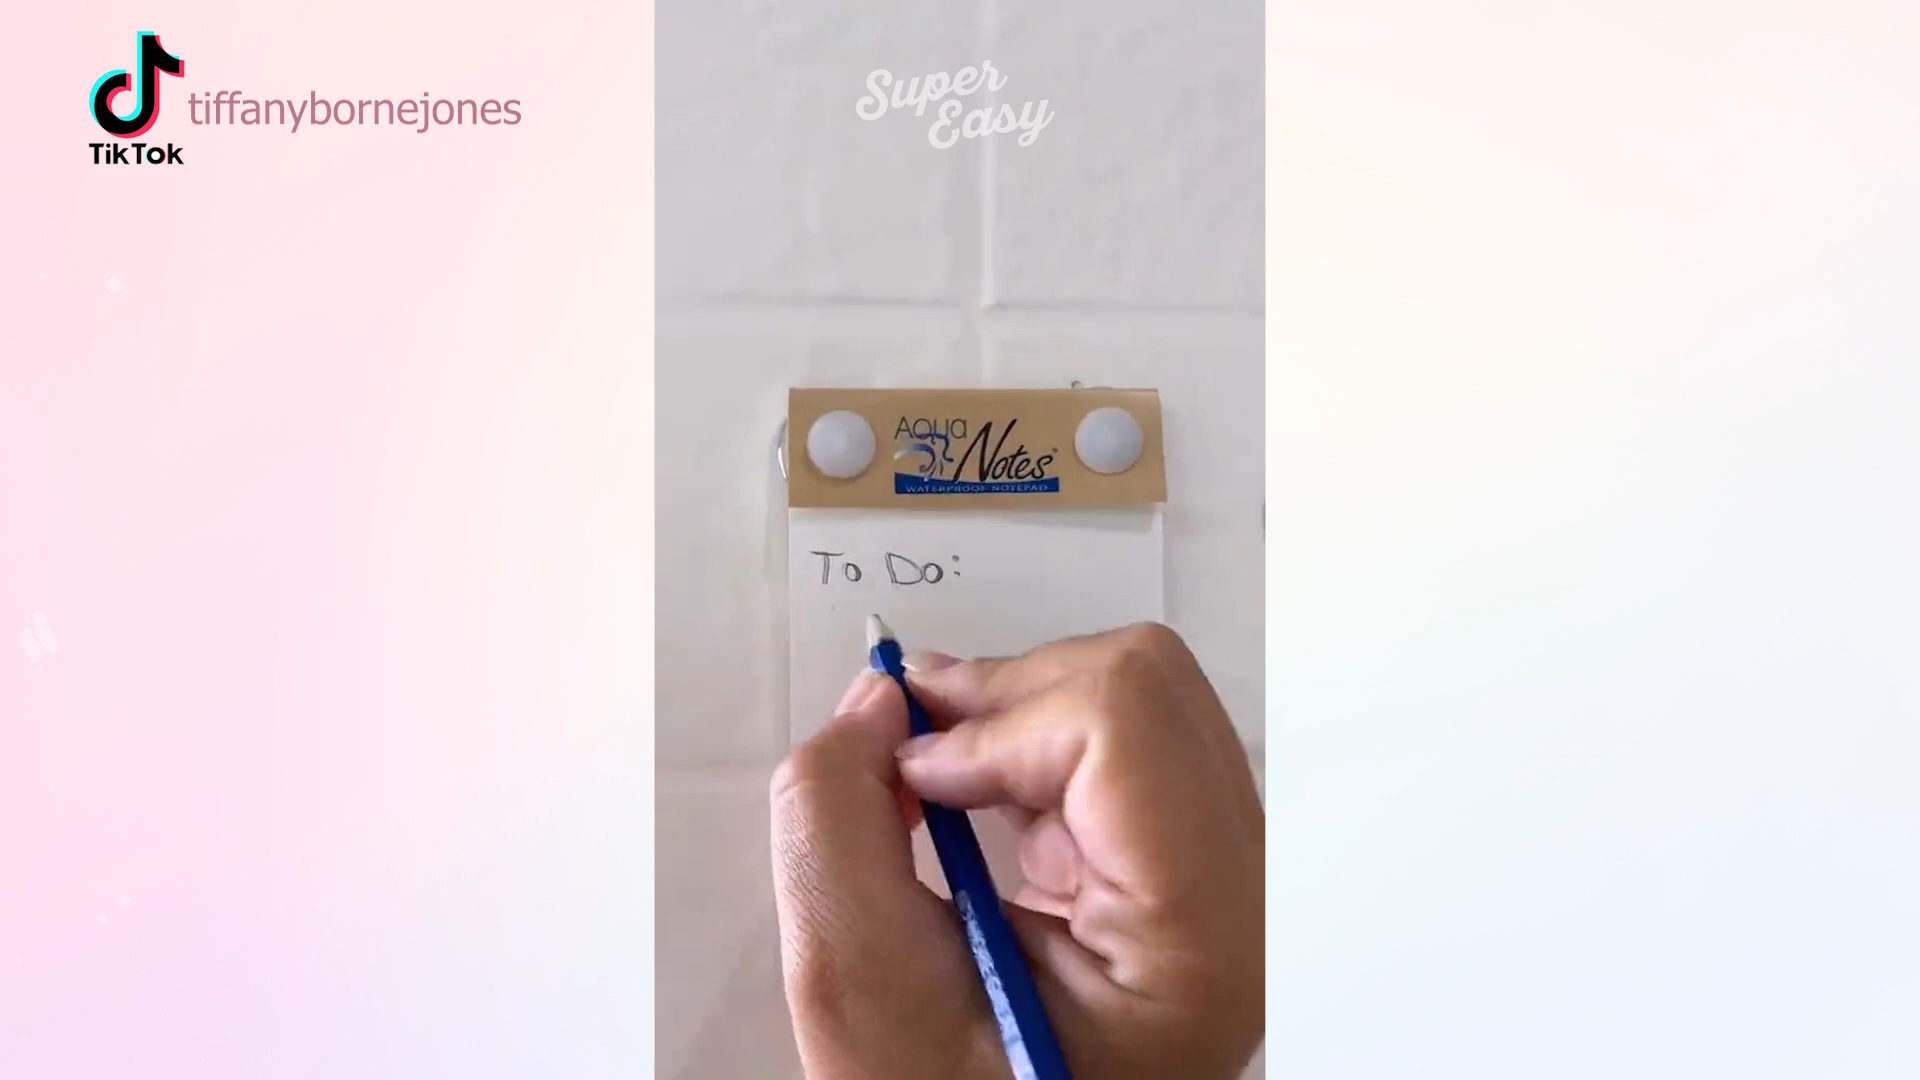 TikTok
tiffanybornejones
Super
Easy
AQUA
Notes
WATERPROOF NOTEPAD
To Do: